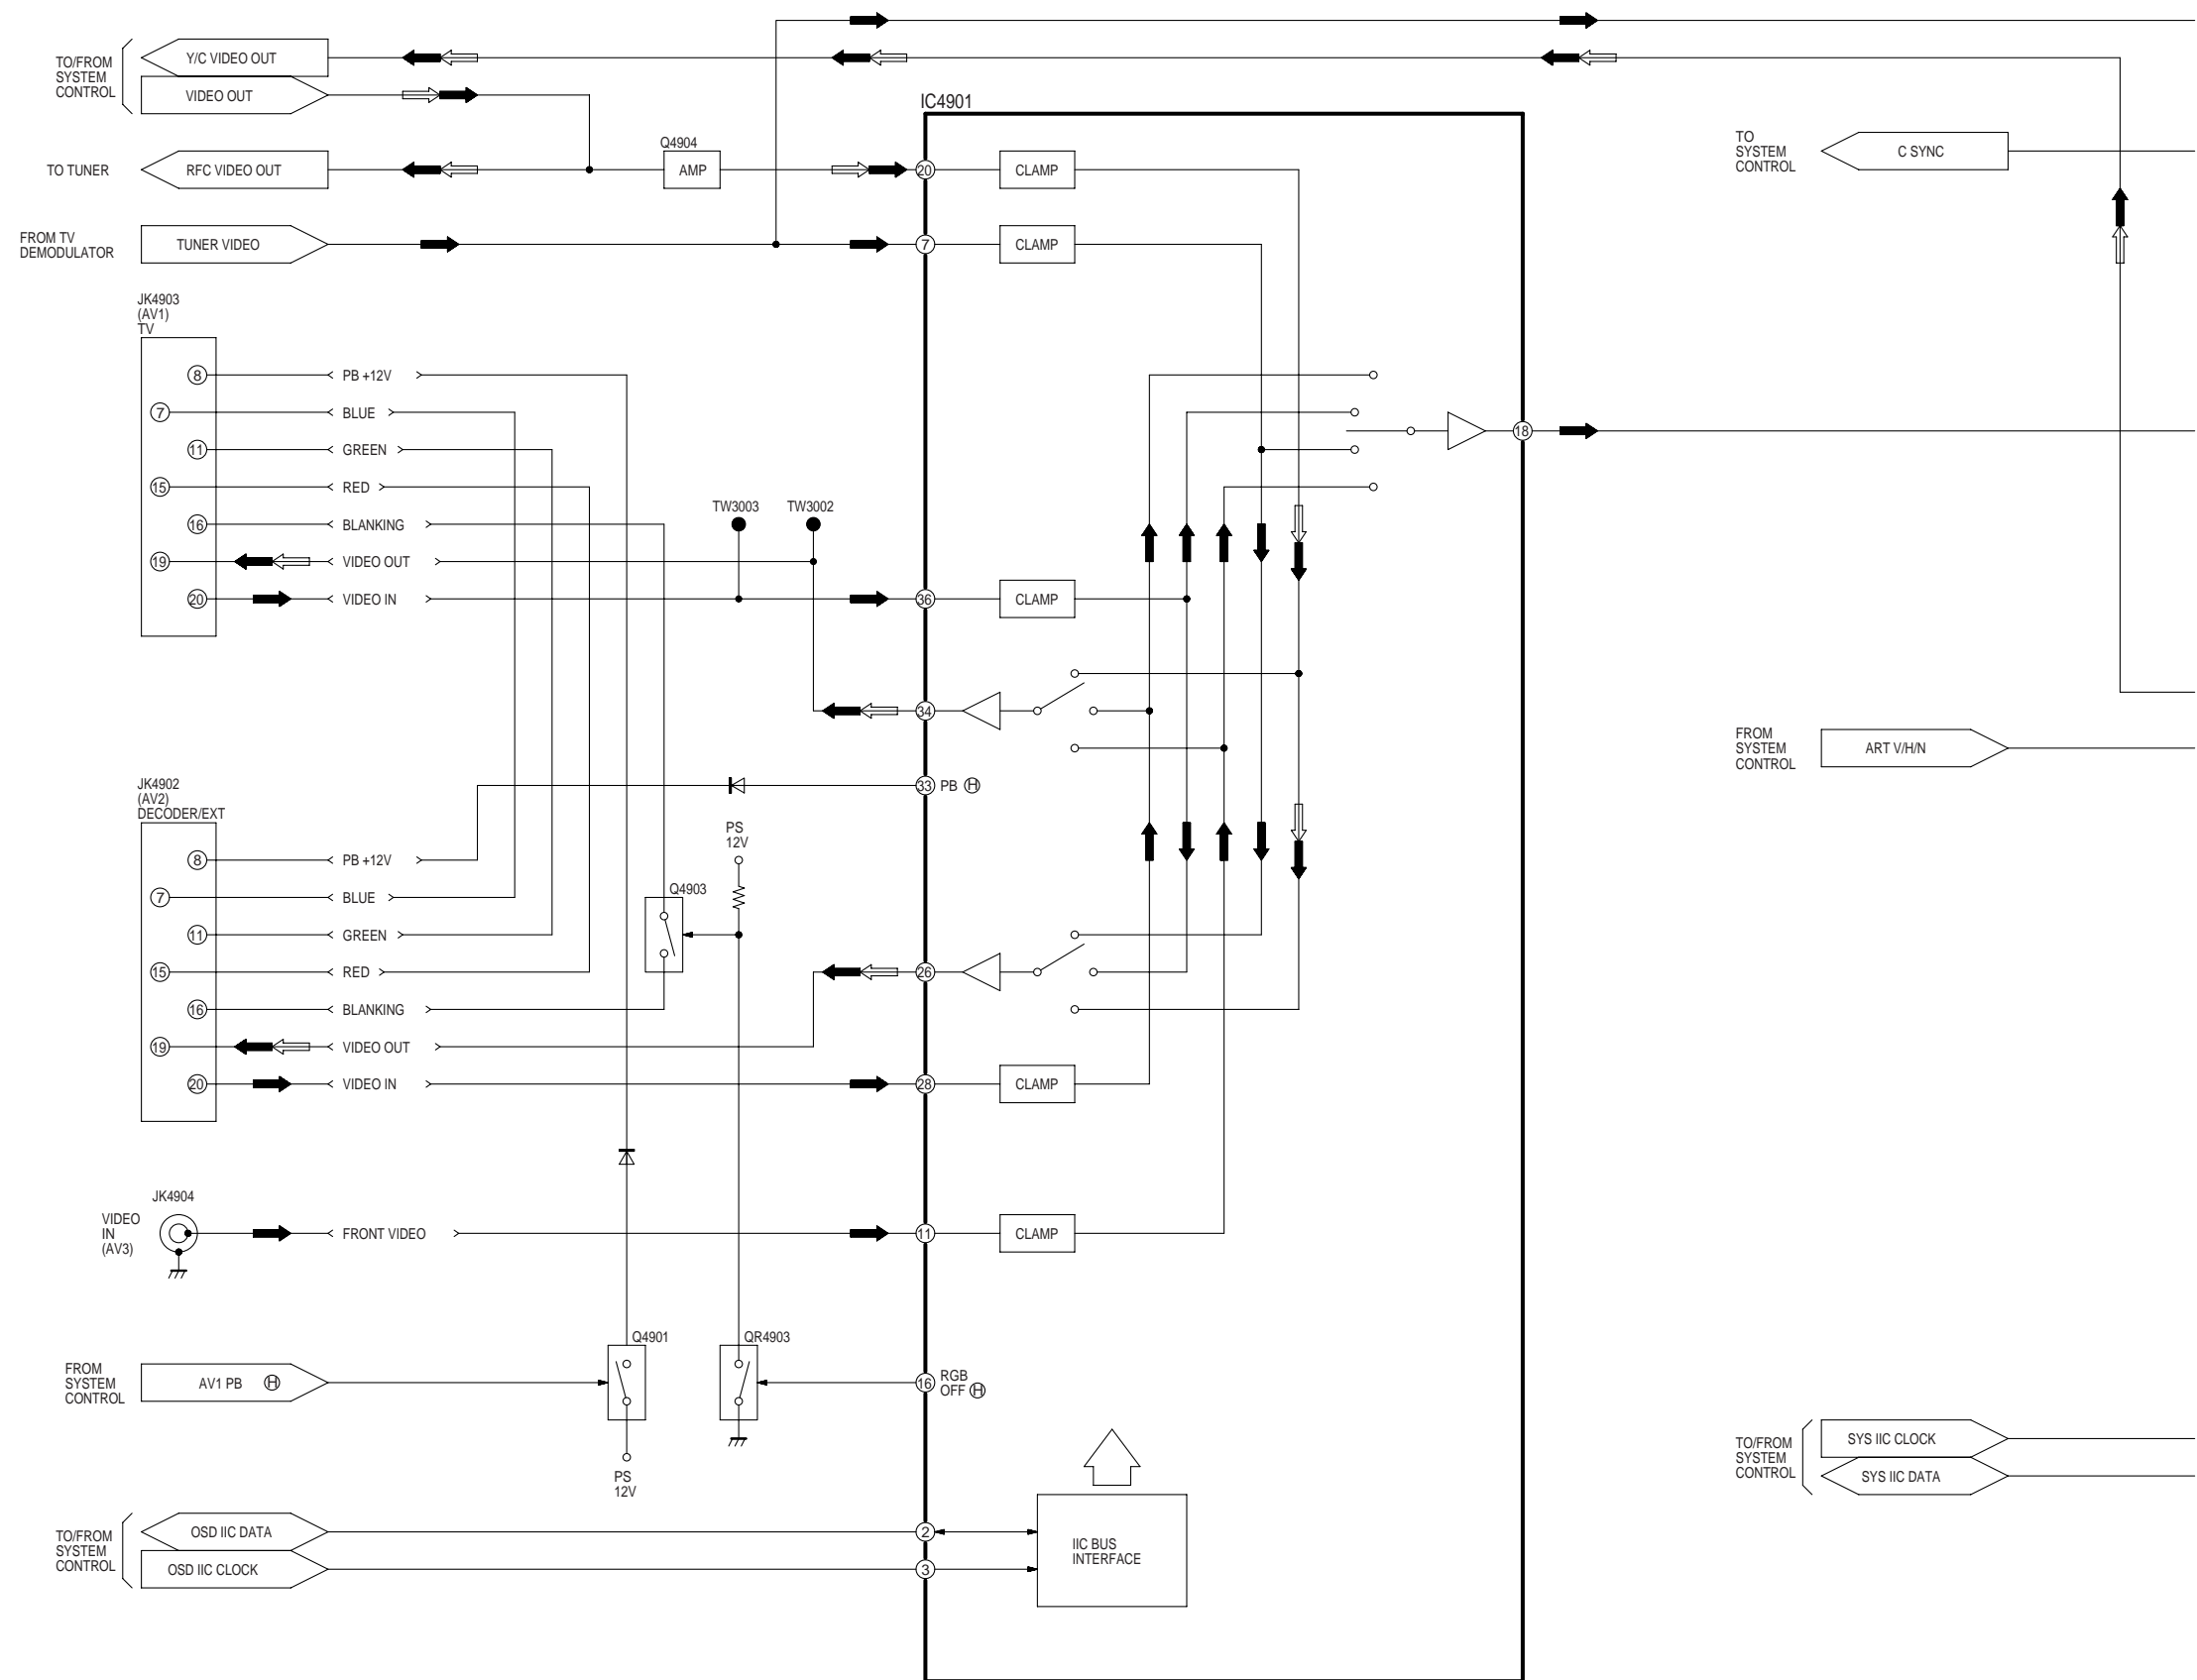 TO/FROM
SYSTEM
CONTROL
Y/C VIDEO OUT
VIDEO OUT
TO TUNER
RFC VIDEO OUT
Q4904
AMP
FROM TV
DEMODULATOR
TUNER VIDEO
IC4901
20
CLAMP
7
CLAMP
TO
SYSTEM
CONTROL
C SYNC
JK4903
(AV1)
TV
8
PB +12V
7
BLUE
11
GREEN
15
RED
16
BLANKING
19
VIDEO OUT
20
VIDEO IN
TW3003
TW3002
18
36
CLAMP
34
33
PB H
FROM
SYSTEM
CONTROL
ART V/H/N
JK4902
(AV2)
DECODER/EXT
8
PB +12V
7
BLUE
11
GREEN
15
RED
16
BLANKING
19
VIDEO OUT
20
VIDEO IN
PS
12V
Q4903
26
28
CLAMP
JK4904
VIDEO
IN
(AV3)
FRONT VIDEO
11
CLAMP
FROM
SYSTEM
CONTROL
AV1 PB H
Q4901
PS
12V
QR4903
16
RGB
OFF H
TO/FROM
SYSTEM
CONTROL
OSD IIC DATA
OSD IIC CLOCK
2
3
IIC BUS
INTERFACE
TO/FROM
SYSTEM
CONTROL
SYS IIC CLOCK
SYS IIC DATA